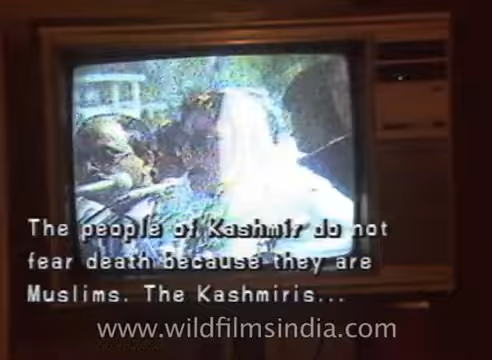 The people of Kashmir do not
fear death because they are
Muslims. The Kashmiris...
www.wildfilmsindia.com